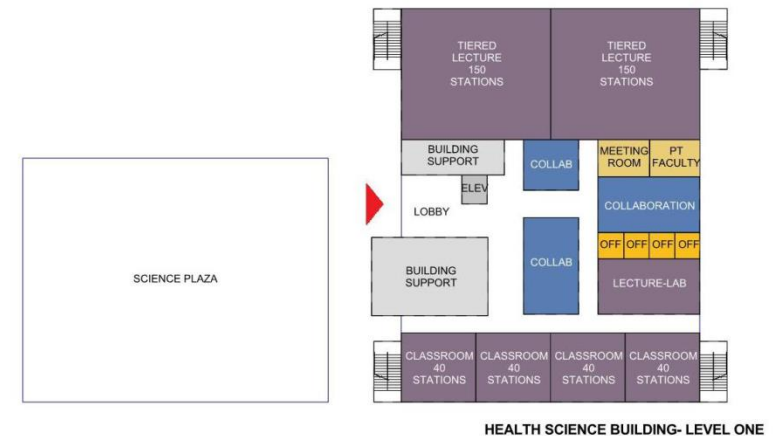 TIERED
LECTURE
150
STATIONS
TIERED
LECTURE
150
STATIONS
BUILDING
SUPPORT
COLLAB
MEETING
ROOM
PT
FACULTY
ELEV
LOBBY
COLLABORATION
OFF OFF OFF OFF
SCIENCE PLAZA
BUILDING
SUPPORT
COLLAB
LECTURE-LAB
CLASSROOM
40
STATIONS
CLASSROOM
40
STATIONS
CLASSROOM
40
STATIONS
CLASSROOM
40
STATIONS
HEALTH SCIENCE BUILDING- LEVEL ONE